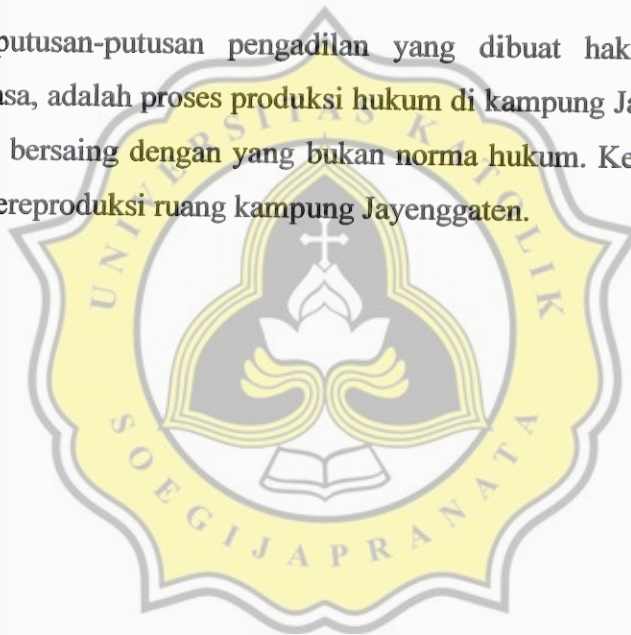 putusan-putusan pengadilan yang dibuat hak
asa, adalah proses produksi hukum di kampung Ja
bersaing dengan yang bukan norma hukum. Ke
ereproduksi ruang kampung Jayenggaten.
UNIVERSITAS KATOLIK
SOEGIJAPRANATA